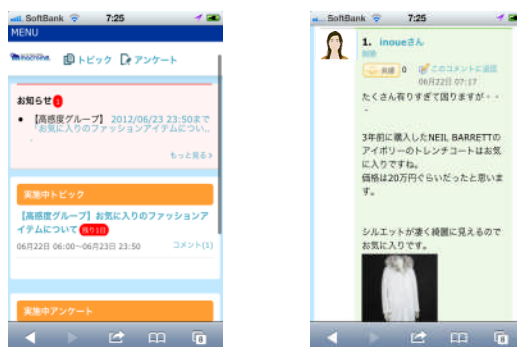 SoftBank 7:25
MENU
トピック アンケート
お知らせ 1
【高感度グループ】 2012/06/23 23:50まで
「お気に入りのファッションアイテムについ...
もっと見る>
実施中トピック
【高感度グループ】お気に入りのファッションア
イテムについて 残り1日
06月22日 06:00~06月23日 23:50 コメント(1)
実施中アンケート
8
SoftBank 7:25
1. inoueさん
共感 0 このコメントに返信
06月22日 07:17
たくさん有りすぎて困りますが・・
・
3年前に購入したNEIL BARRETTの
アイボリーのトレンチコートはお気
に入りですね。
価格は20万円ぐらいだったと思いま
す。
シルエットが凄く綺麗に見えるので
お気に入りです。
8